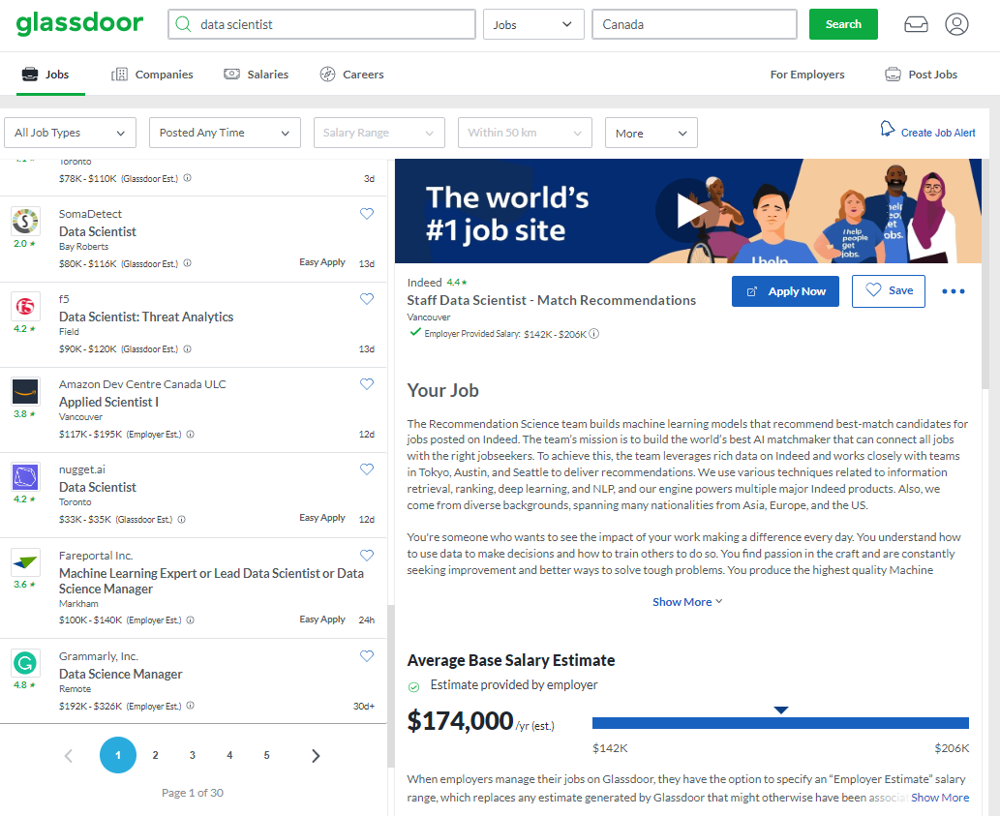 glassdoor
data scientist
Jobs
Canada
Search
Jobs
Companies
Salaries
Careers
For Employers
Post Jobs
All Job Types
Posted Any Time
Salary Range
Within 50 km
More
Create Job Alert
Toronto
$78K - $110K (Glassdoor Est.)
3d
SomaDetect
Data Scientist
Bay Roberts
2.0 ★
$80K - $116K (Glassdoor Est.)
Easy Apply
13d
f5
Data Scientist: Threat Analytics
4.2 ★
Field
$90K - $120K (Glassdoor Est.)
13d
Amazon Dev Centre Canada ULC
Applied Scientist I
3.8 ★
Vancouver
$117K - $195K (Employer Est.)
12d
nugget.ai
Data Scientist
4.2 ★
Toronto
$33K - $35K (Glassdoor Est.)
Easy Apply
12d
Fareportal Inc.
Machine Learning Expert or Lead Data Scientist or Data
Science Manager
3.6 ★
Markham
$100K - $140K (Employer Est.)
Easy Apply
24h
Grammarly, Inc.
Data Science Manager
4.8 ★
Remote
$192K - $326K (Employer Est.)
30d+
1
2
3
4
5
Page 1 of 30
The world's
#1 job site
I help
I help
people
get
jobs.
help
people
get
jobs.
Indeed 4.4 ★
Staff Data Scientist - Match Recommendations
Vancouver
Employer Provided Salary: $142K - $206K
Apply Now
Save
Your Job
The Recommendation Science team builds machine learning models that recommend best-match candidates for
jobs posted on Indeed. The team's mission is to build the world's best AI matchmaker that can connect all jobs
with the right jobseekers. To achieve this, the team leverages rich data on Indeed and works closely with teams
in Tokyo, Austin, and Seattle to deliver recommendations. We use various techniques related to information
retrieval, ranking, deep learning, and NLP, and our engine powers multiple major Indeed products. Also, we
come from diverse backgrounds, spanning many nationalities from Asia, Europe, and the US.
You're someone who wants to see the impact of your work making a difference every day. You understand how
to use data to make decisions and how to train others to do so. You find passion in the craft and are constantly
seeking improvement and better ways to solve tough problems. You produce the highest quality Machine
Show More
Average Base Salary Estimate
Estimate provided by employer
$174,000 /yr (est.)
$142K
$206K
When employers manage their jobs on Glassdoor, they have the option to specify an “Employer Estimate” salary
range, which replaces any estimate generated by Glassdoor that might otherwise have been associa Show More